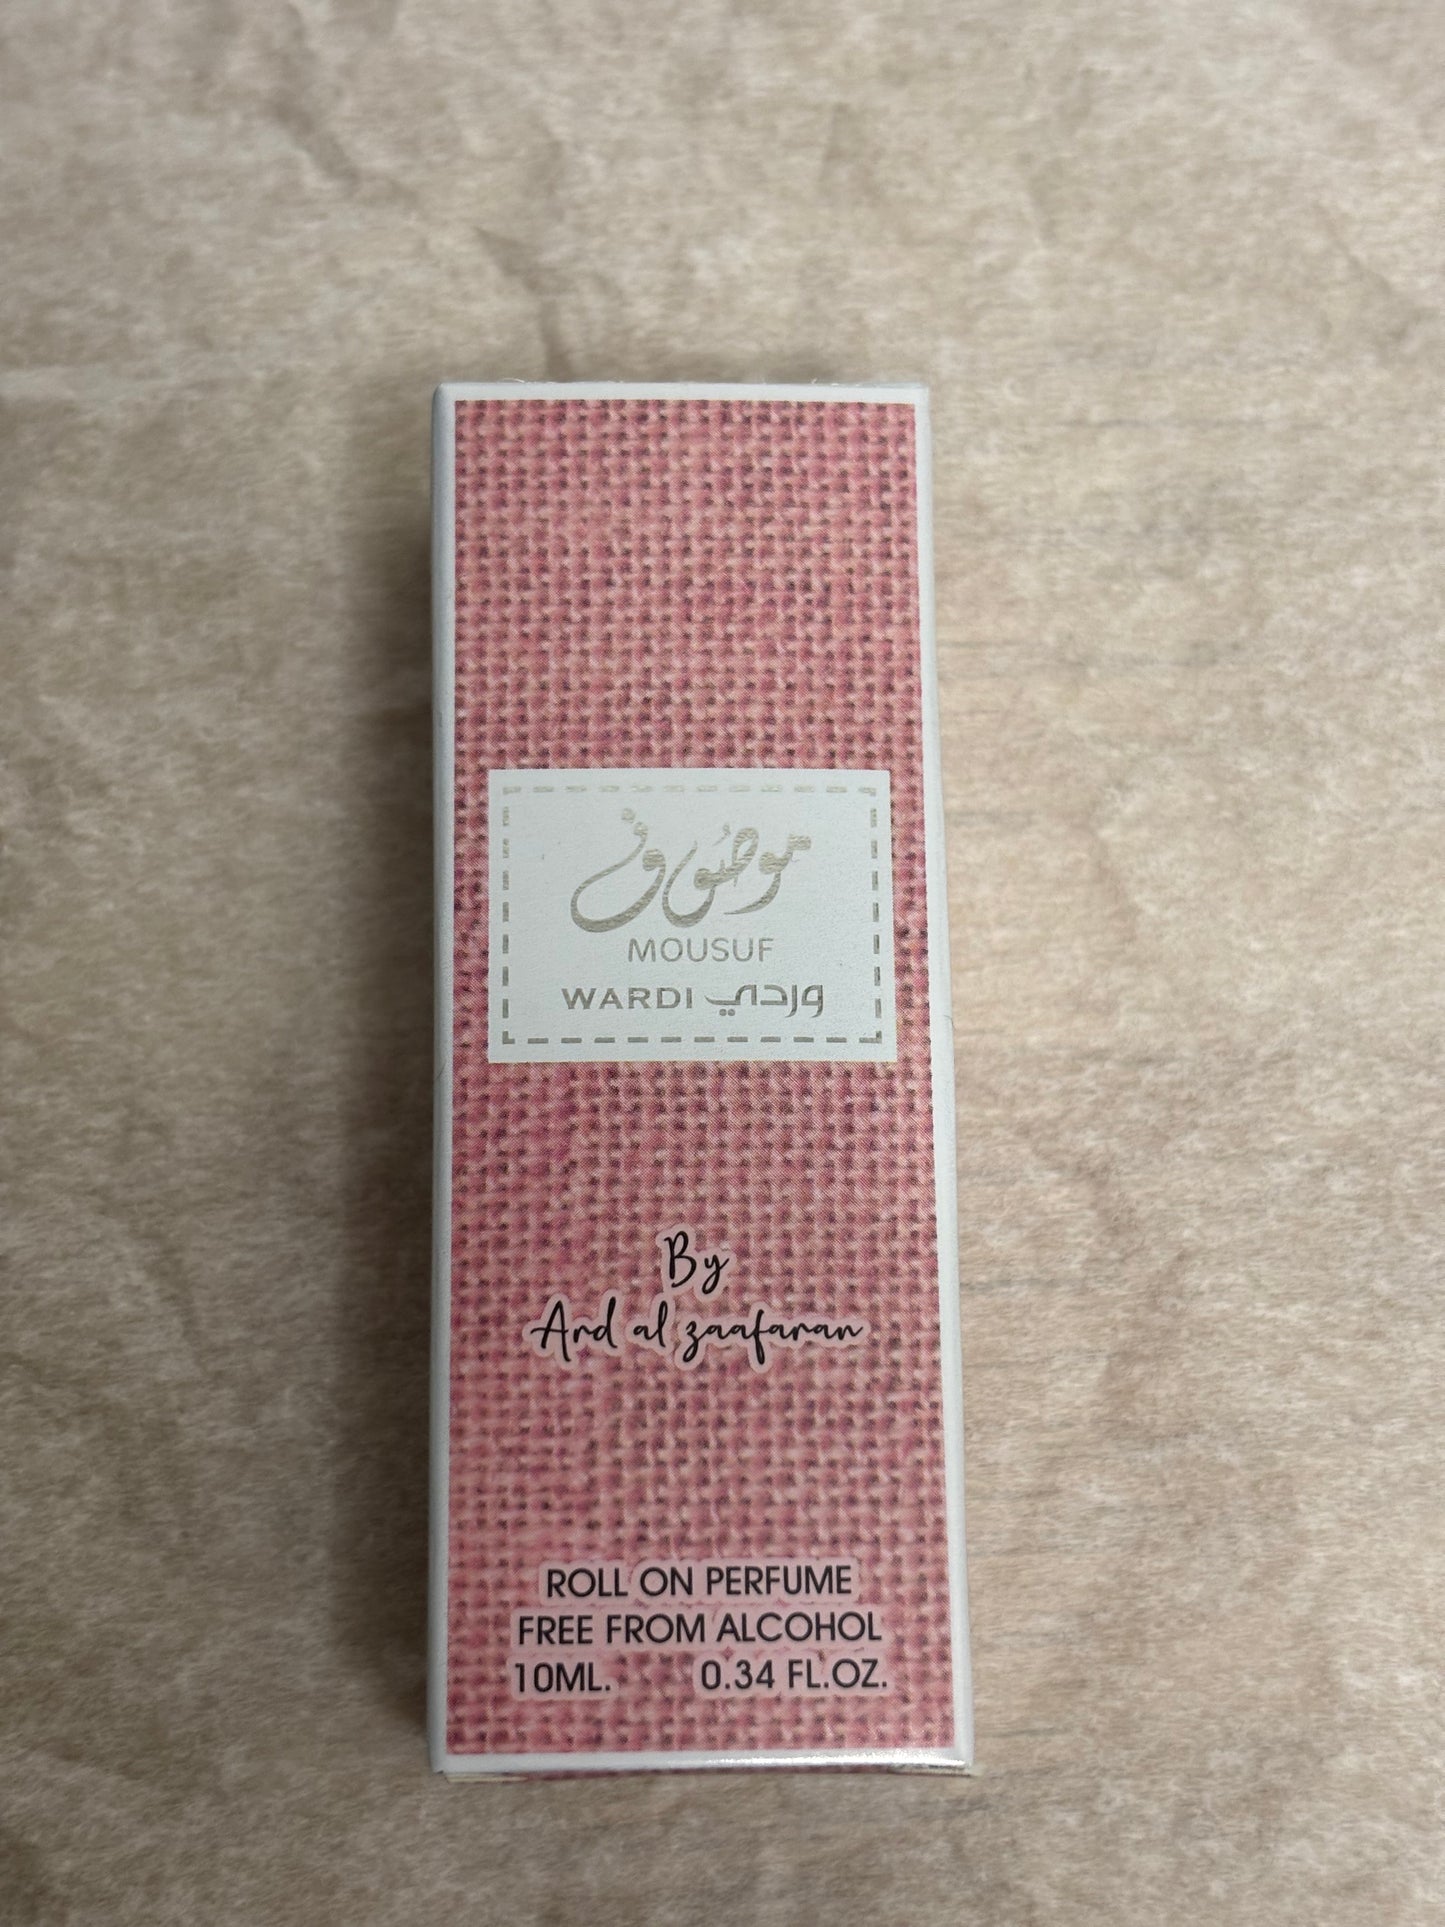 موصوف
MOUSUF
WARDI وردي
By
Ard al zaafaran
ROLL ON PERFUME
FREE FROM ALCOHOL
10ML. 0.34 FL.OZ.